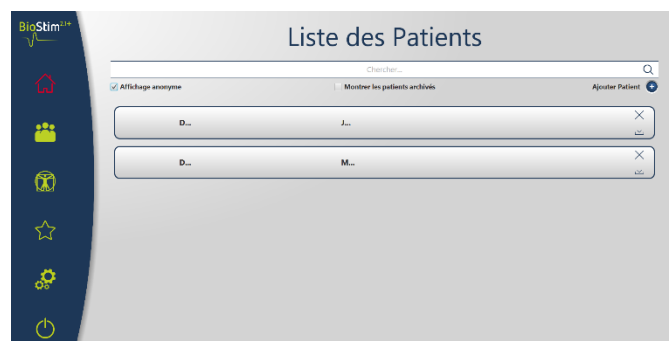 BioStim 2.1+
Liste des Patients
Chercher...
Affichage anonyme
Montrer les patients archivés
Ajouter Patient
D... J...
D... M...